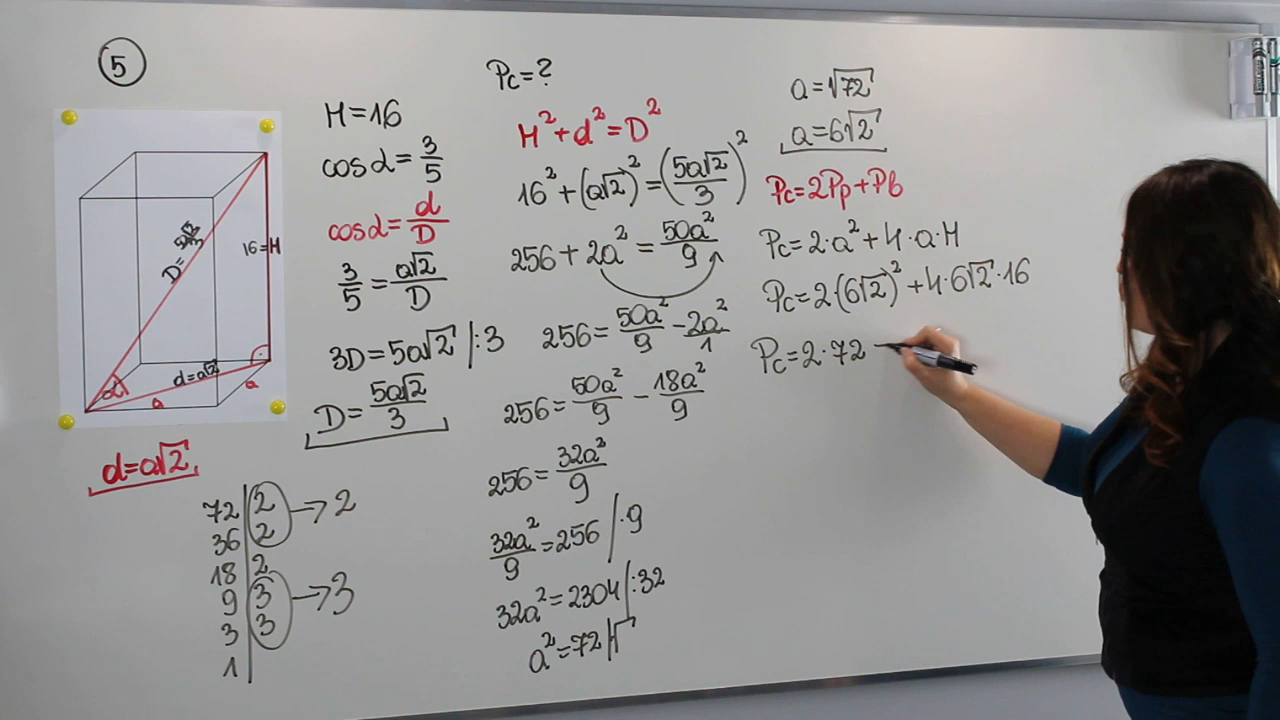 5
D=5a√2/3
16=H
d=a√2
α
a
a
d=a√2
72 | 2 → 2
36 | 2
18 | 2
9 | 3 → 3
3 | 3
1 |
H=16
cosα=3/5
cosα=d/D
3/5=a√2/D
3D=5a√2 |:3
D=5a√2/3
Pc=?
H²+d²=D²
16²+(a√2)²=(5a√2/3)²
256+2a²=50a²/9
256=50a²/9-2a²/1
256=50a²/9-18a²/9
256=32a²/9
32a²/9=256 |·9
32a²=2304 |:32
a²=72 |√
a=√72
a=6√2
Pc=2Pp+Pb
Pc=2·a²+4·a·H
Pc=2·(6√2)²+4·6√2·16
Pc=2·72